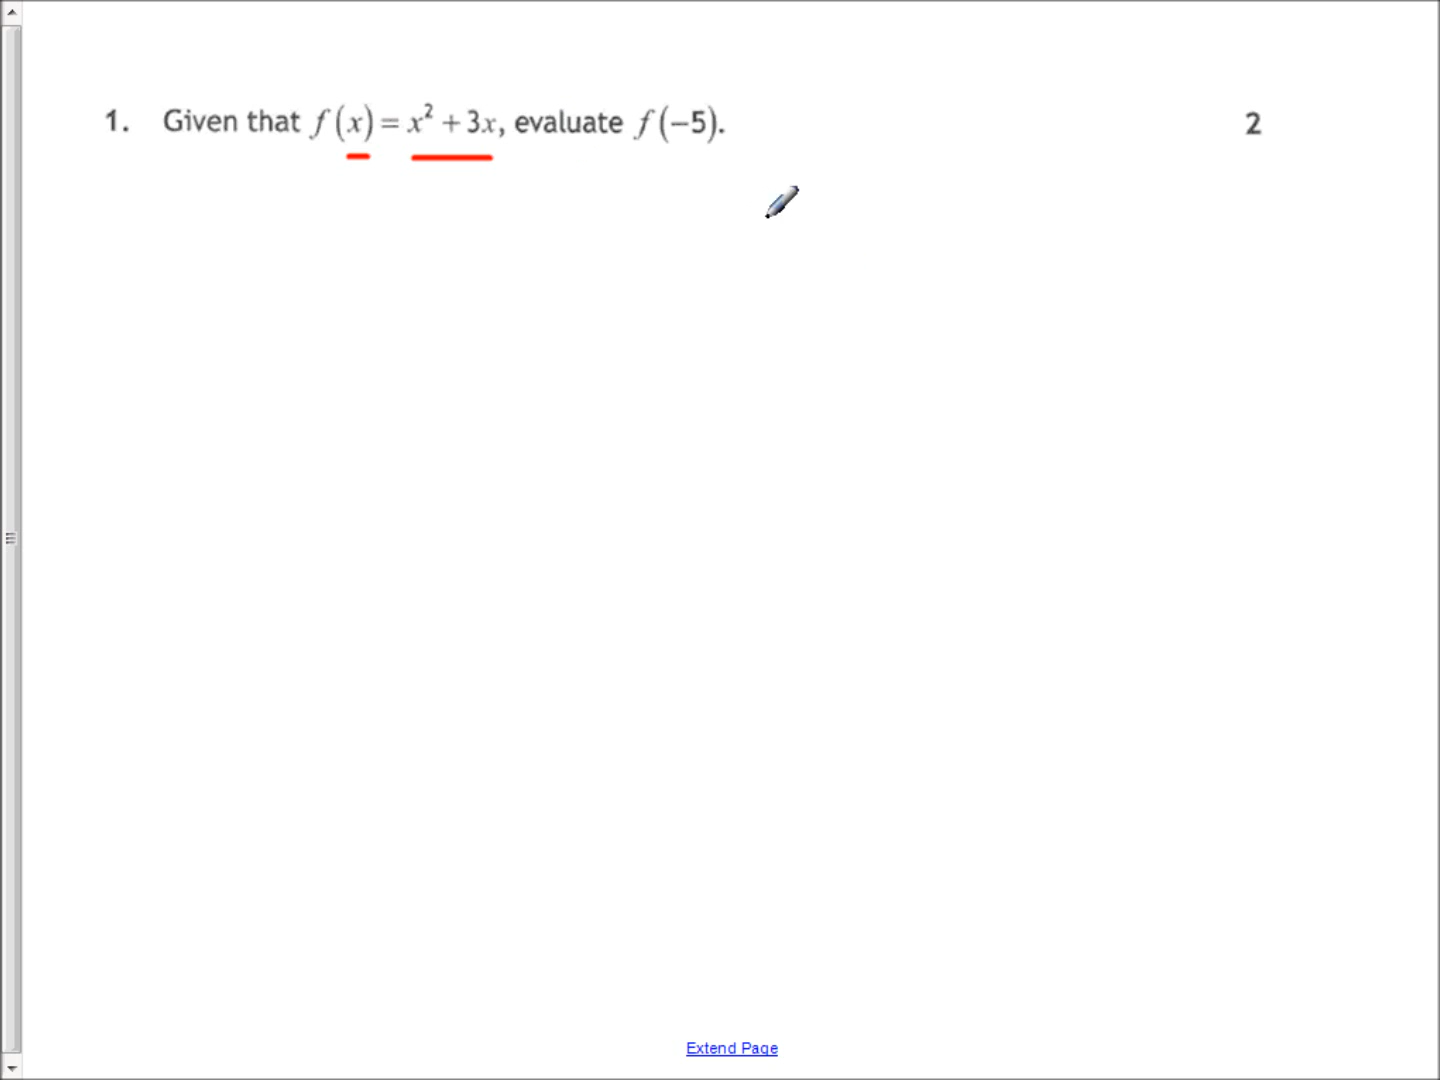 1. Given that f(x) = x² + 3x, evaluate f(−5). 2
Extend Page